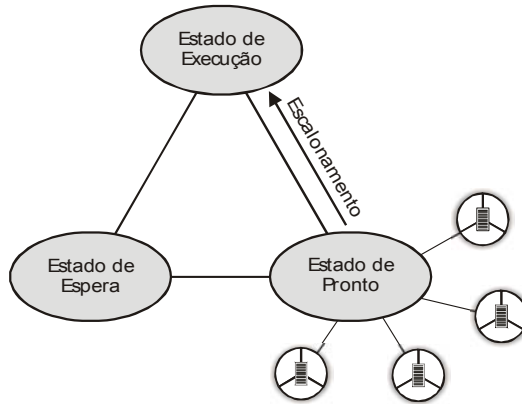 Estado de
Execução
Escalonamento
Estado de
Espera
Estado de
Pronto